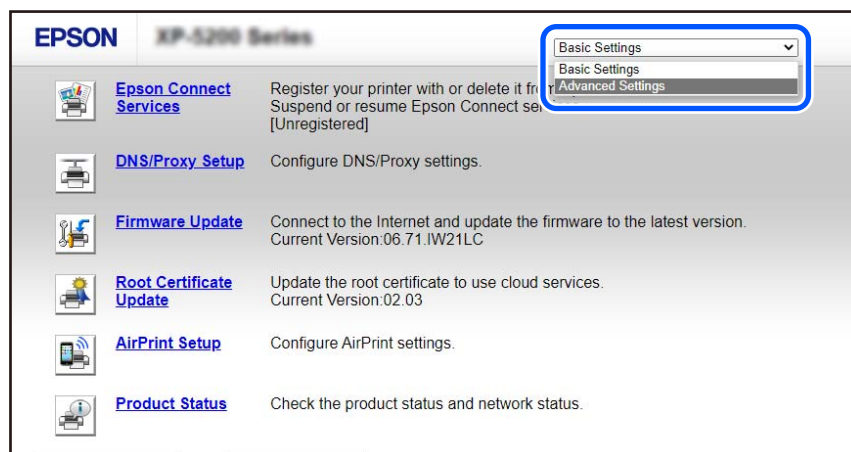 EPSON XP-5200 Series
Basic Settings
Basic Settings
Advanced Settings
Epson Connect Services
Register your printer with or delete it from
Suspend or resume Epson Connect
[Unregistered]
DNS/Proxy Setup
Configure DNS/Proxy settings.
Firmware Update
Connect to the Internet and update the firmware to the latest version.
Current Version:06.71.IW21LC
Root Certificate
Update
Update the root certificate to use cloud services.
Current Version:02.03
AirPrint Setup
Configure AirPrint settings.
Product Status
Check the product status and network status.